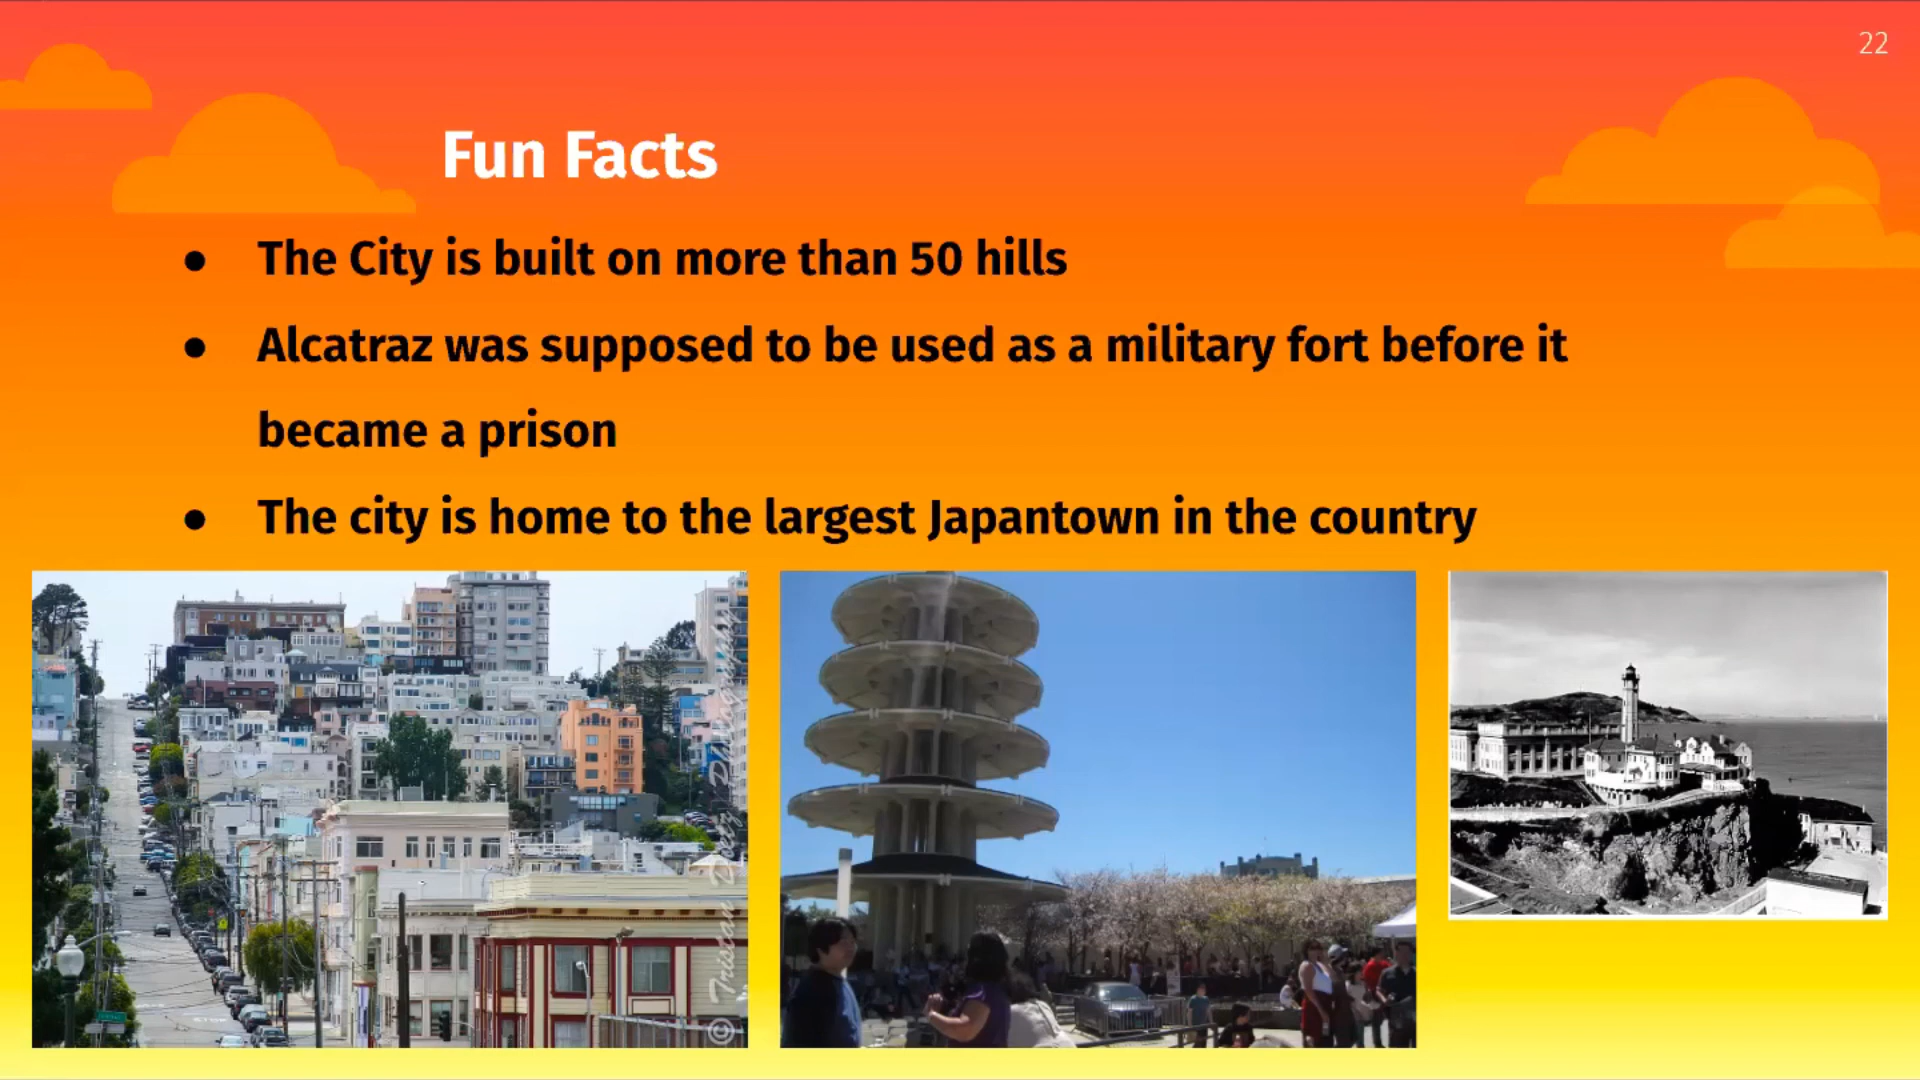 22
Fun Facts
● The City is built on more than 50 hills
● Alcatraz was supposed to be used as a military fort before it
became a prison
● The city is home to the largest Japantown in the country